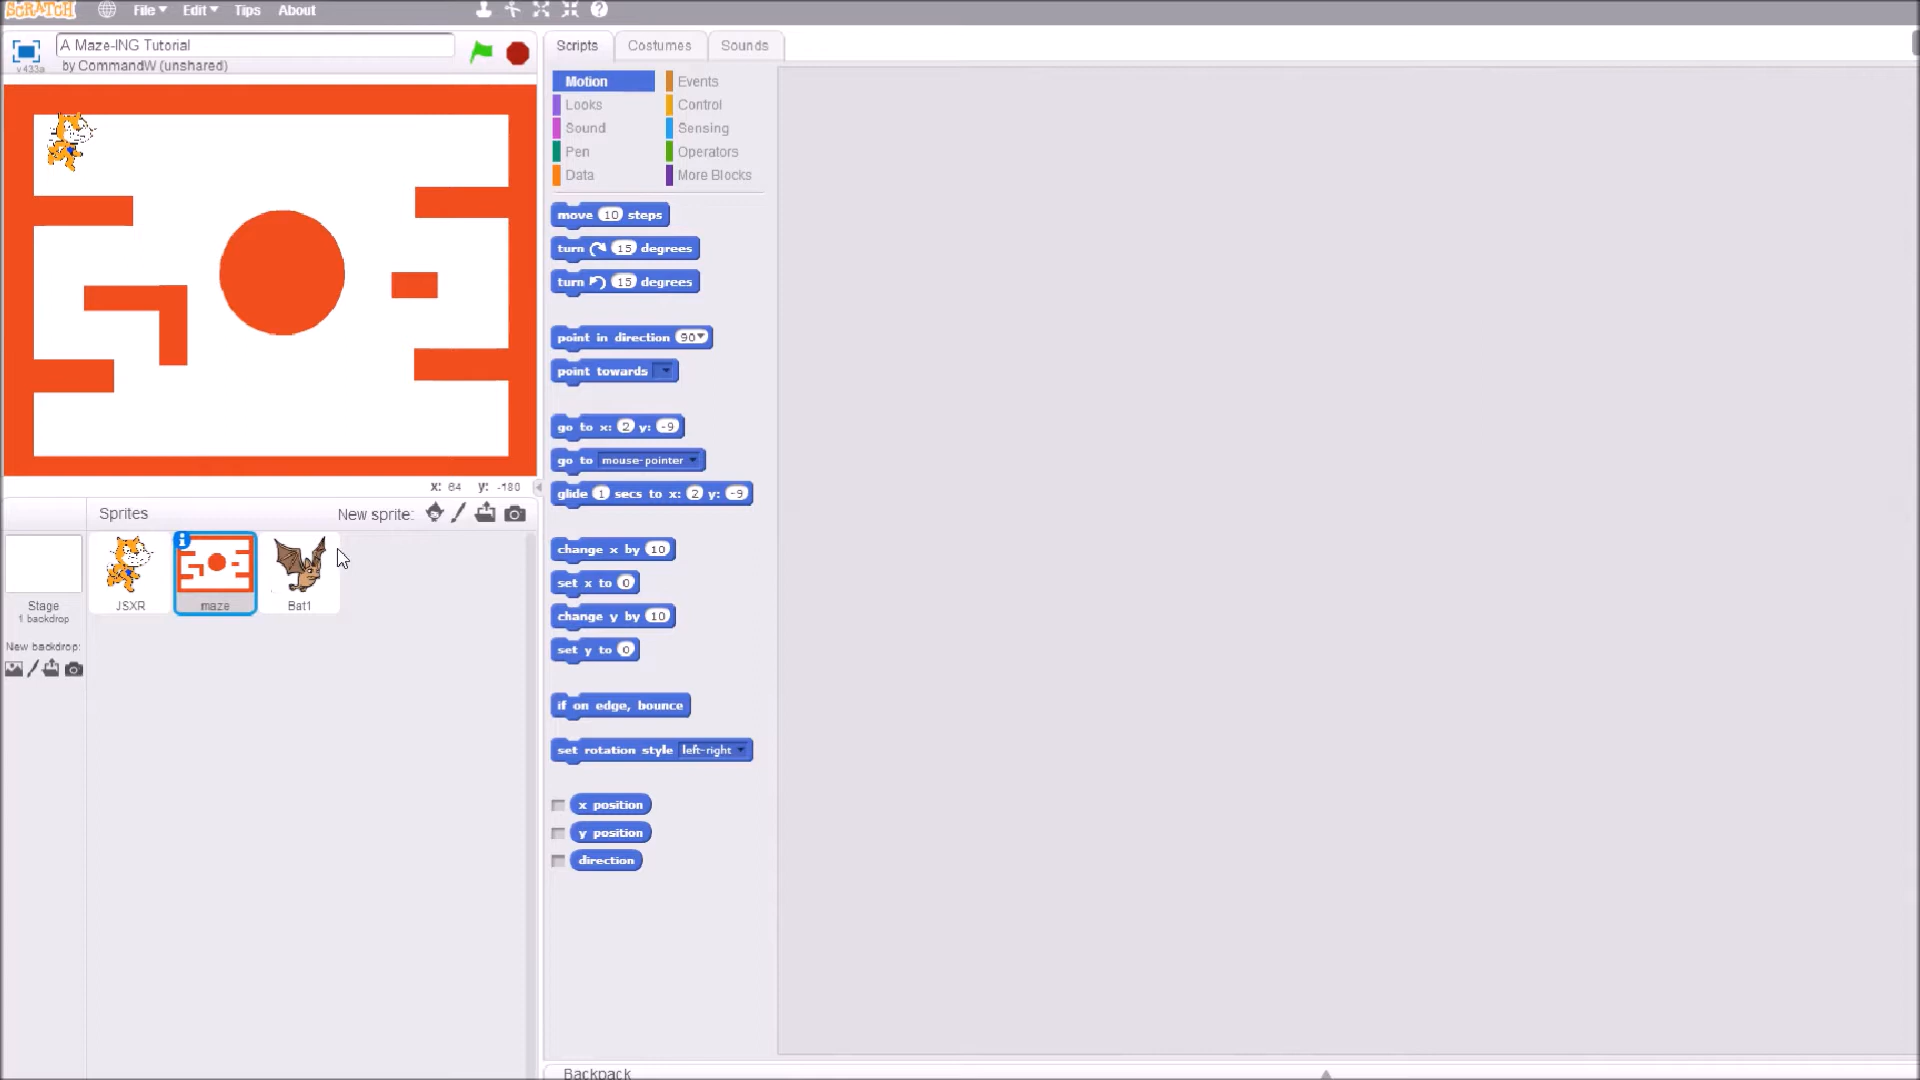 SCRATCH File Edit Tips About
A Maze-ING Tutorial
by CommandW (unshared)
v 433a
x: 64 y: -180
Sprites New sprite:
Stage
1 backdrop
New backdrop:
JSXR maze Bat1
Scripts Costumes Sounds
Motion Events
Looks Control
Sound Sensing
Pen Operators
Data More Blocks
move 10 steps
turn 15 degrees
turn 15 degrees
point in direction 90
point towards
go to x: 2 y: -9
go to mouse-pointer
glide 1 secs to x: 2 y: -9
change x by 10
set x to 0
change y by 10
set y to 0
if on edge, bounce
set rotation style left-right
x position
y position
direction
Backpack